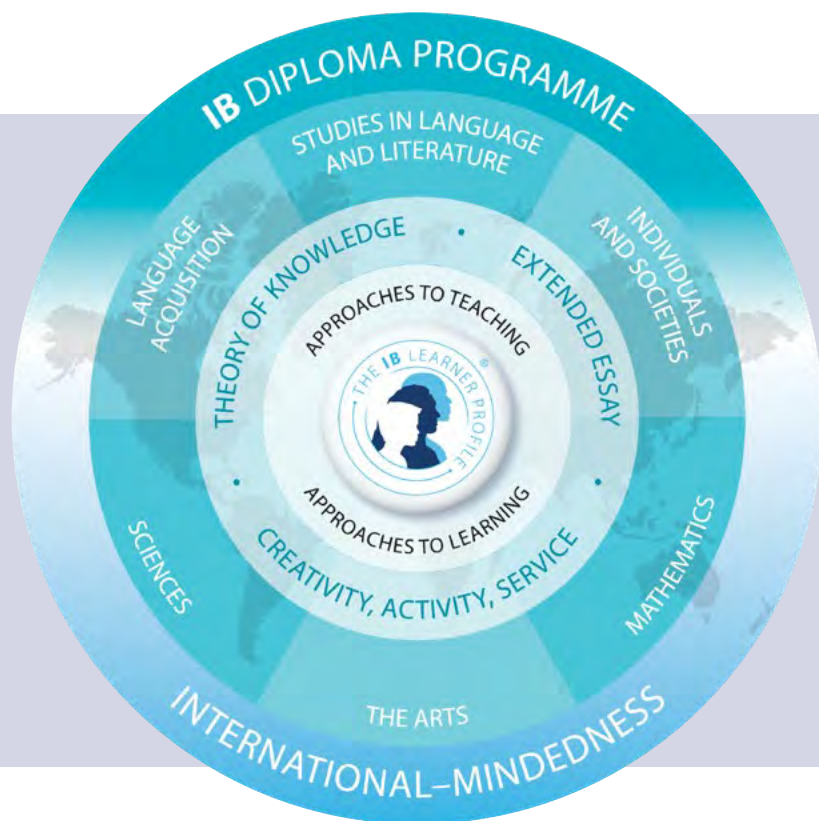 IB DIPLOMA PROGRAMME
STUDIES IN LANGUAGE
AND LITERATURE
LANGUAGE
ACQUISITION
INDIVIDUALS
AND SOCIETIES
THEORY OF KNOWLEDGE
•
EXTENDED ESSAY
APPROACHES TO TEACHING
• THE IB LEARNER PROFILE •
®
APPROACHES TO LEARNING
•
CREATIVITY, ACTIVITY, SERVICE
•
SCIENCES
MATHEMATICS
THE ARTS
INTERNATIONAL–MINDEDNESS